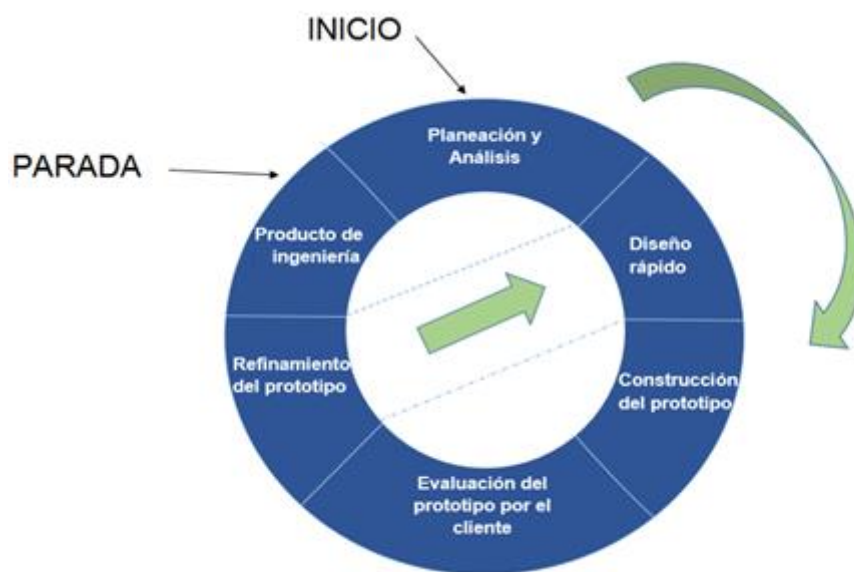 INICIO
PARADA
Planeación y
Análisis
Diseño
rápido
Construcción
del prototipo
Evaluación del
prototipo por el
cliente
Refinamiento
del prototipo
Producto de
ingeniería